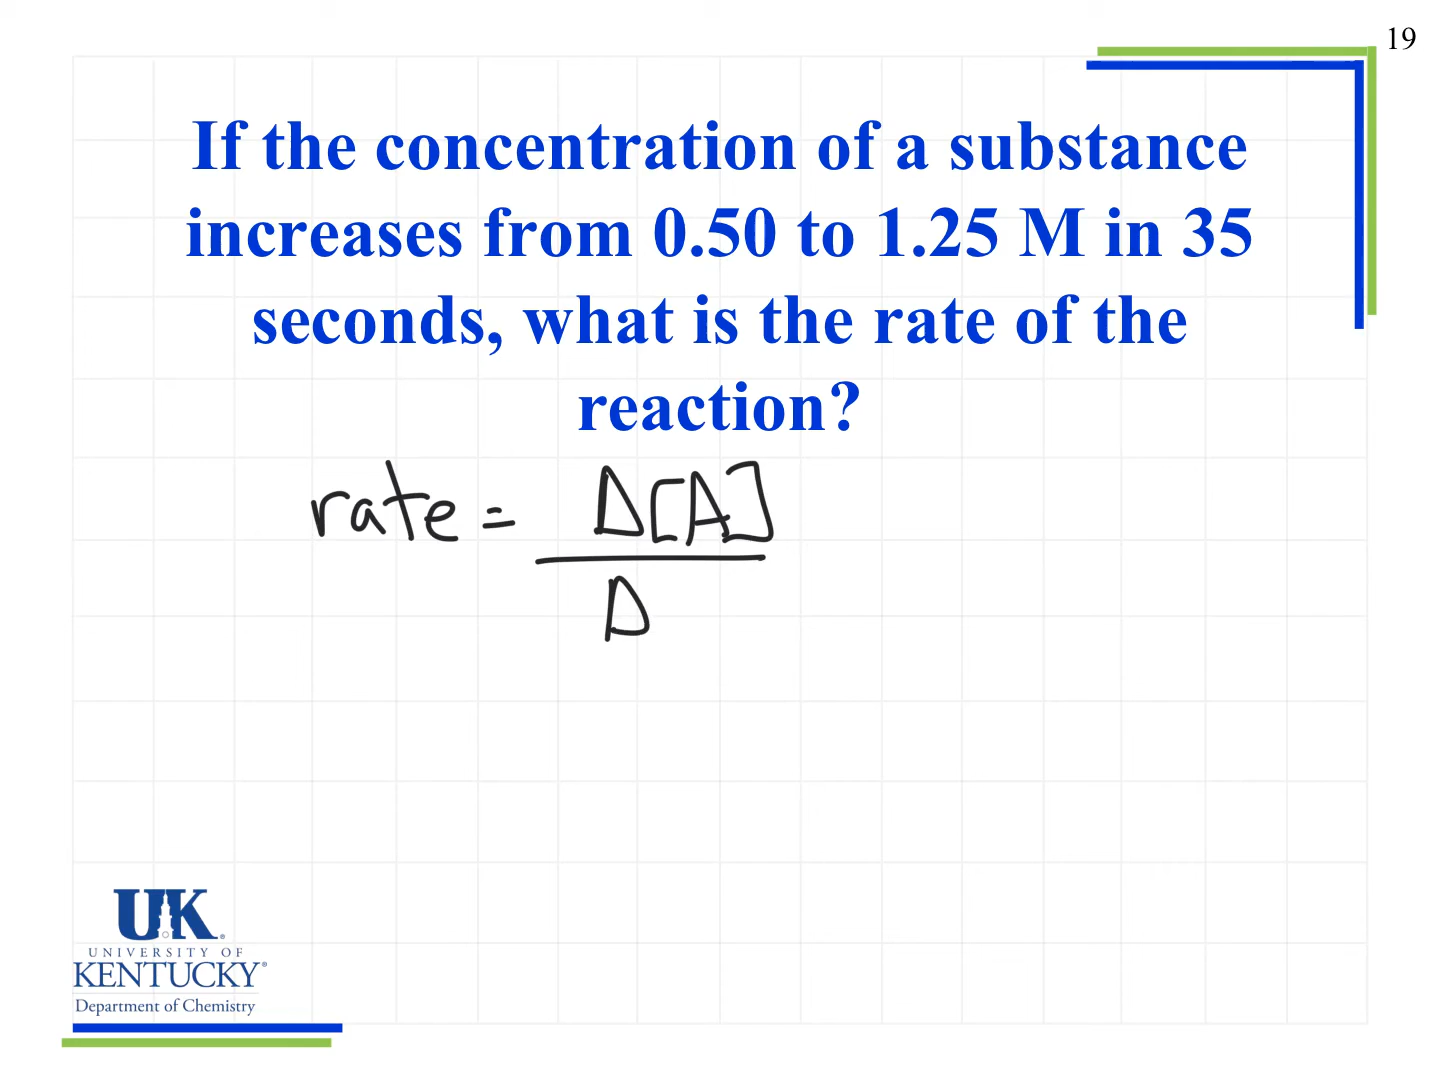 19
If the concentration of a substance
increases from 0.50 to 1.25 M in 35
seconds, what is the rate of the
reaction?
rate = Δ[A]
Δ
UK
UNIVERSITY OF
KENTUCKY®
Department of Chemistry